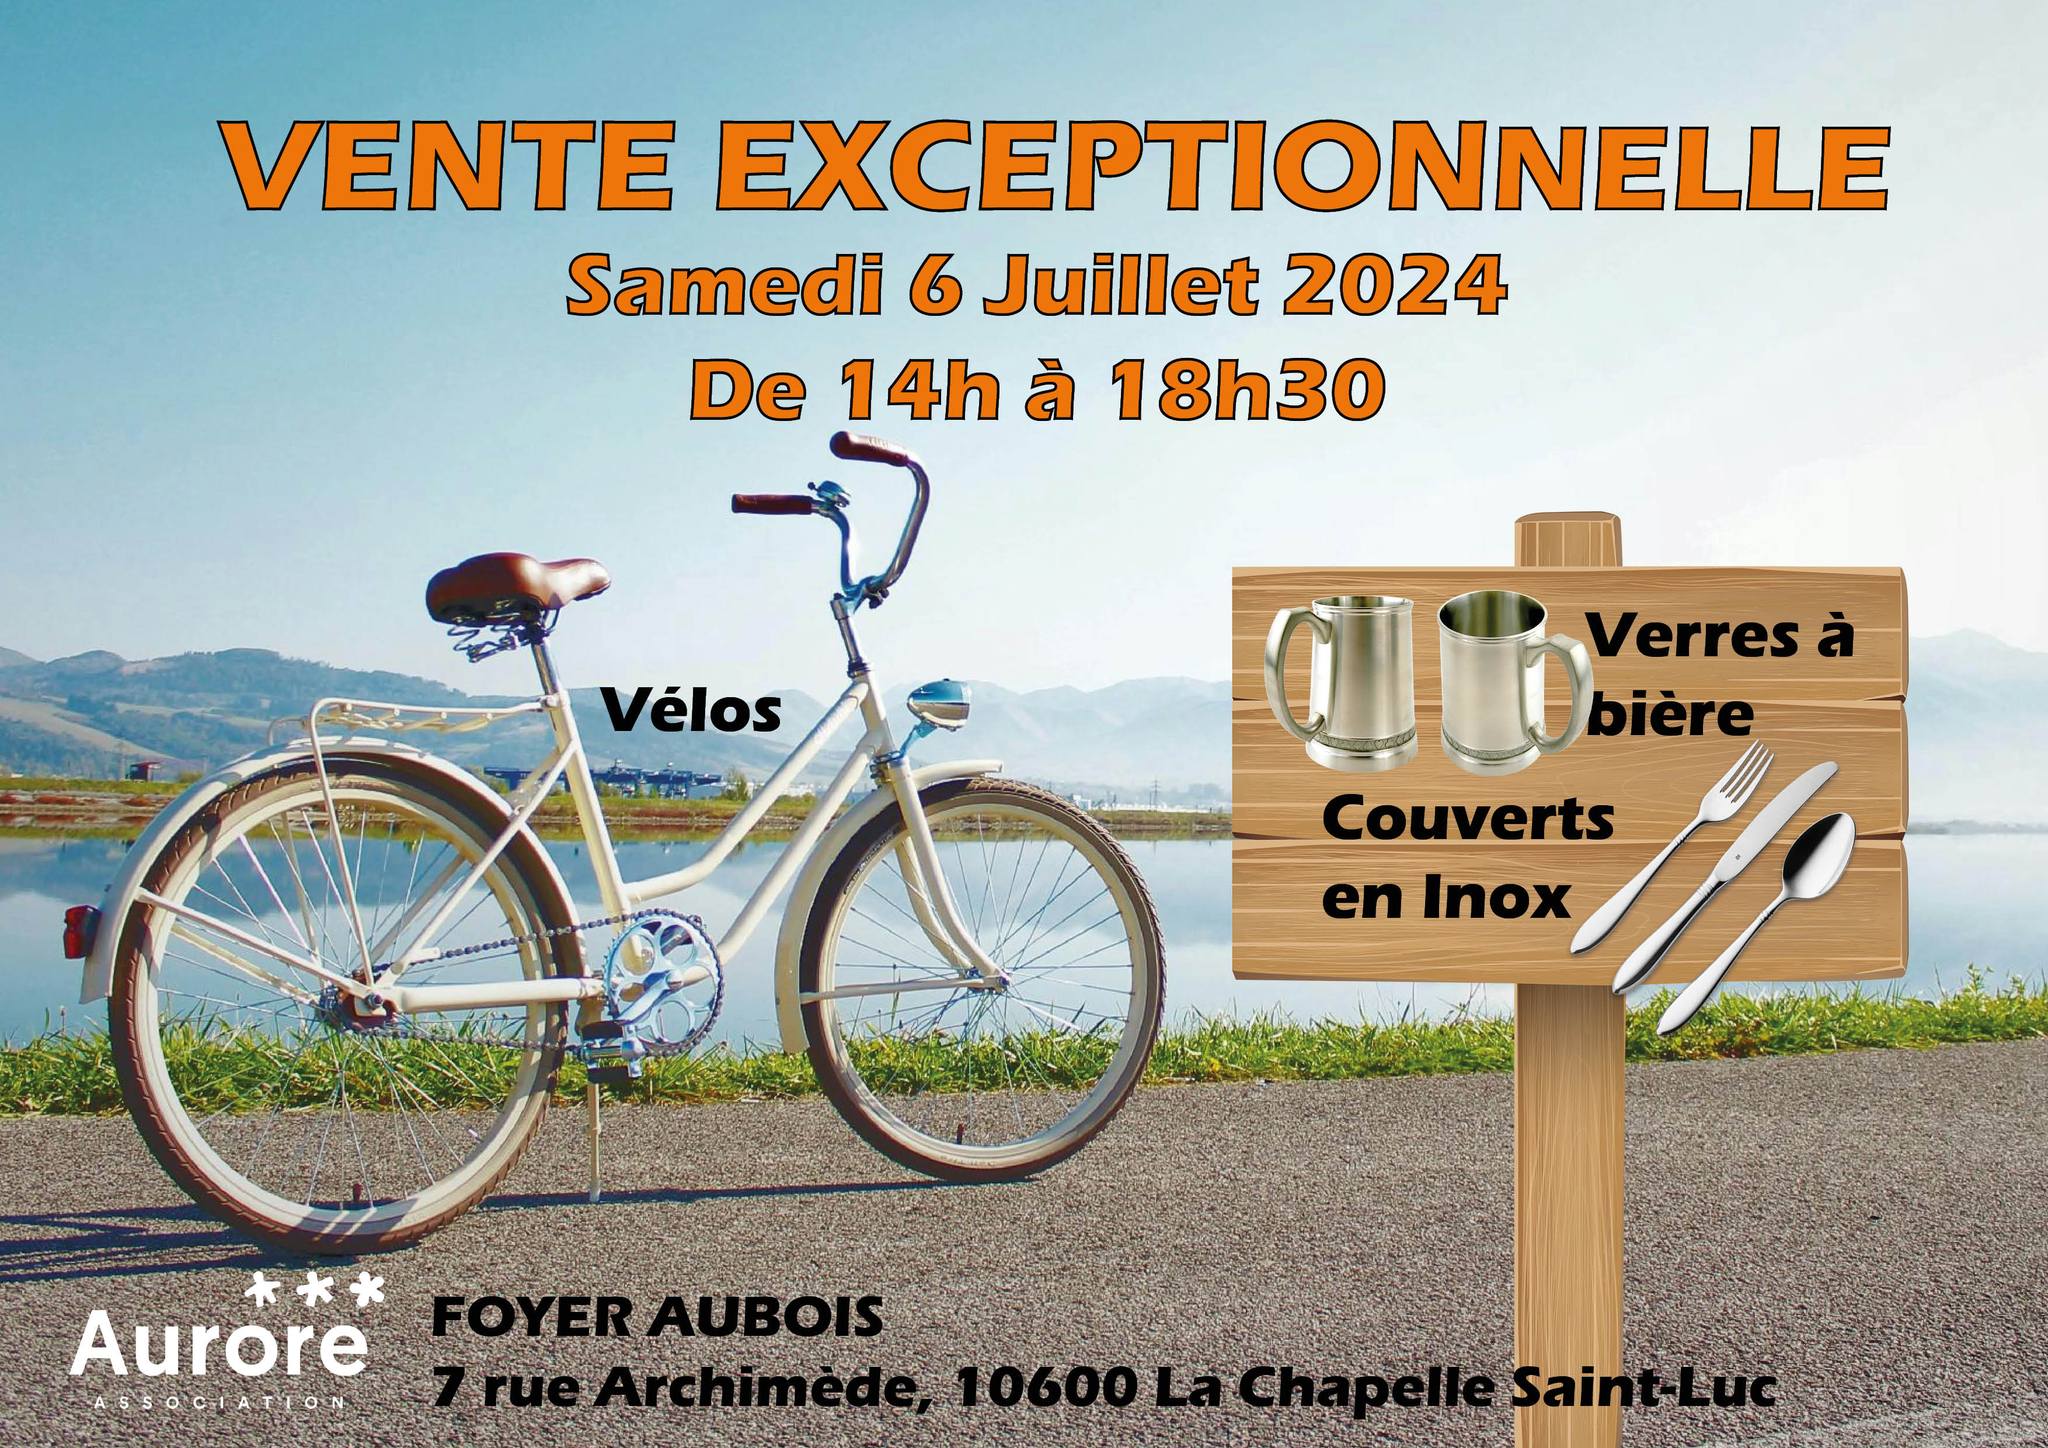 VENTE EXCEPTIONNELLE
Samedi 6 Juillet 2024
De 14h à 18h30
Vélos
Verres à
bière
Couverts
en Inox
Aurore
ASSOCIATION
FOYER AUBOIS
7 rue Archimède, 10600 La Chapelle Saint-Luc